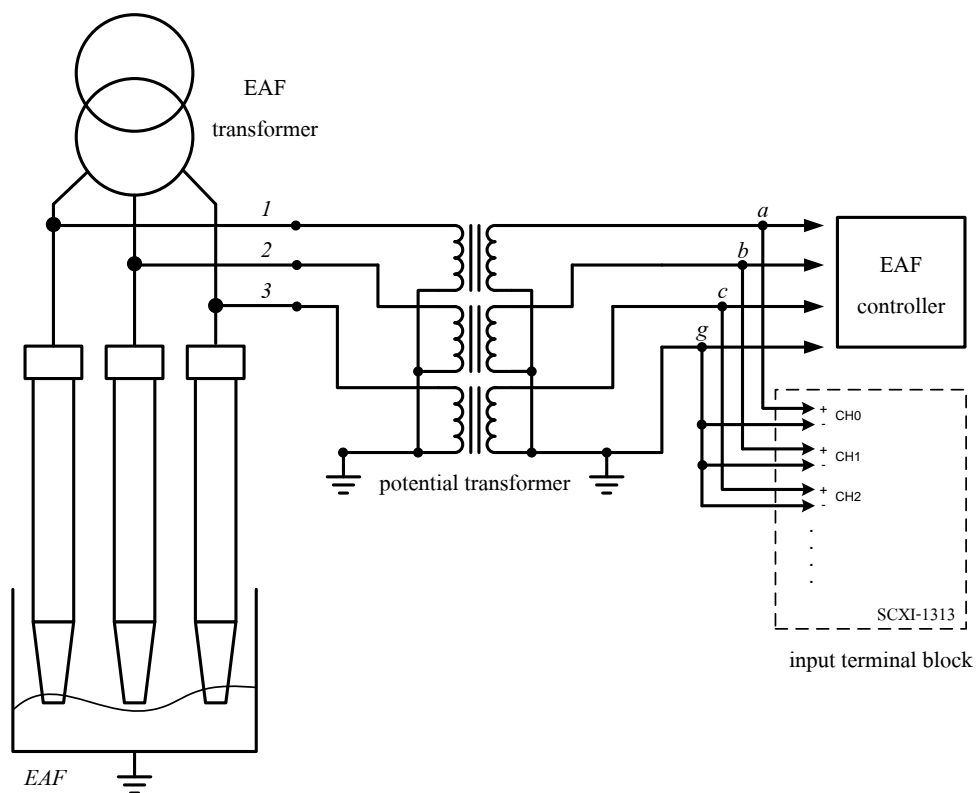 EAF
transformer
1
2
3
a
b
c
g
EAF
controller
+
-
CH0
+
-
CH1
+
-
CH2
.
.
.
.
potential transformer
SCXI-1313
input terminal block
EAF